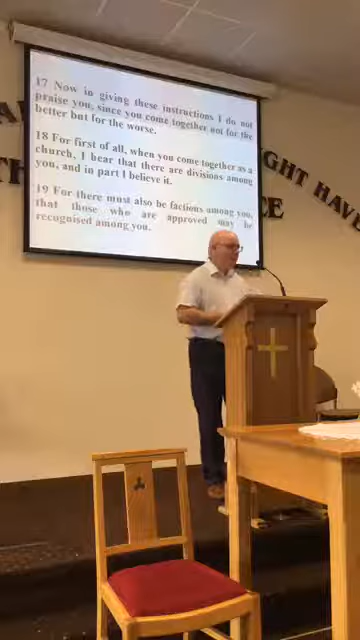 17 Now in giving these instructions I do not
praise you, since you come together not for the
better but for the worse.
18 For first of all, when you come together as a
church, I hear that there are divisions among
you, and in part I believe it.
19 For there must also be factions among you,
that those who are approved may be
recognised among you.
GHT HAVE